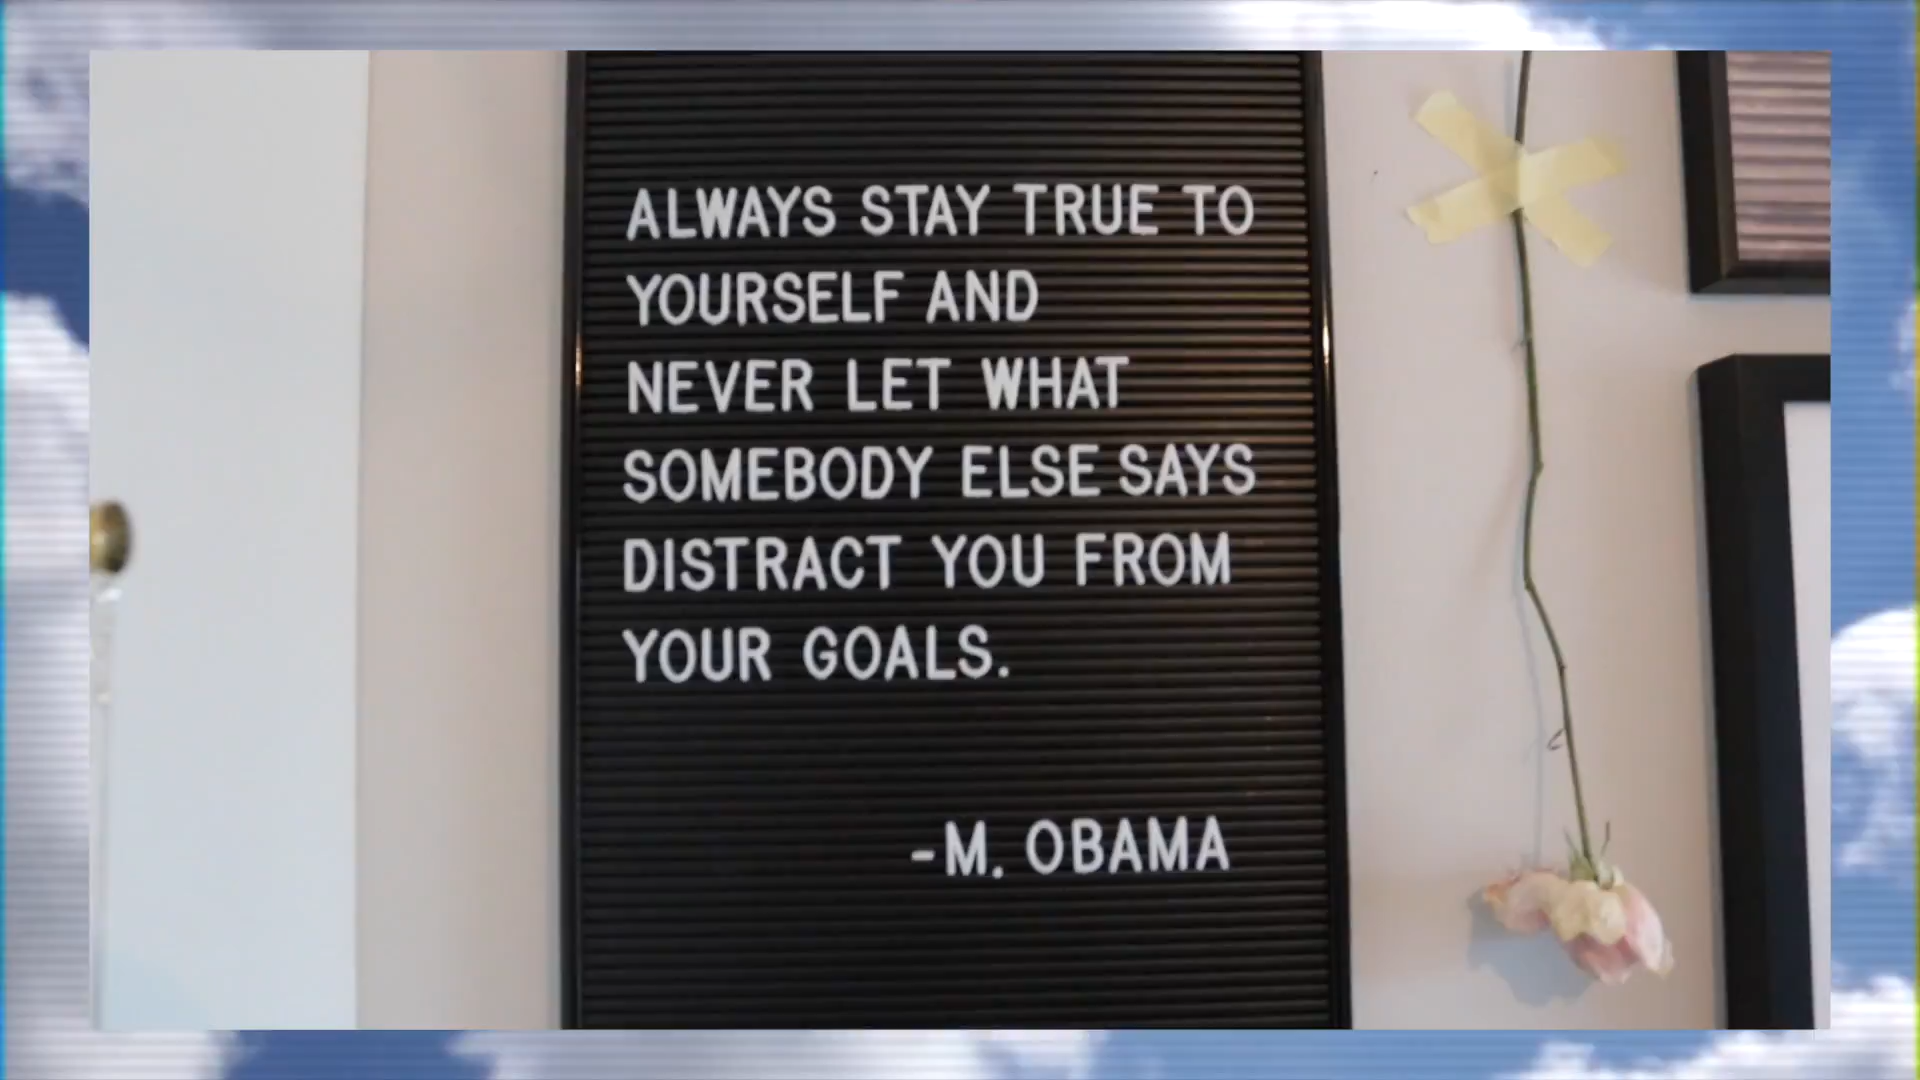 ALWAYS STAY TRUE TO
YOURSELF AND
NEVER LET WHAT
SOMEBODY ELSE SAYS
DISTRACT YOU FROM
YOUR GOALS.
-M. OBAMA